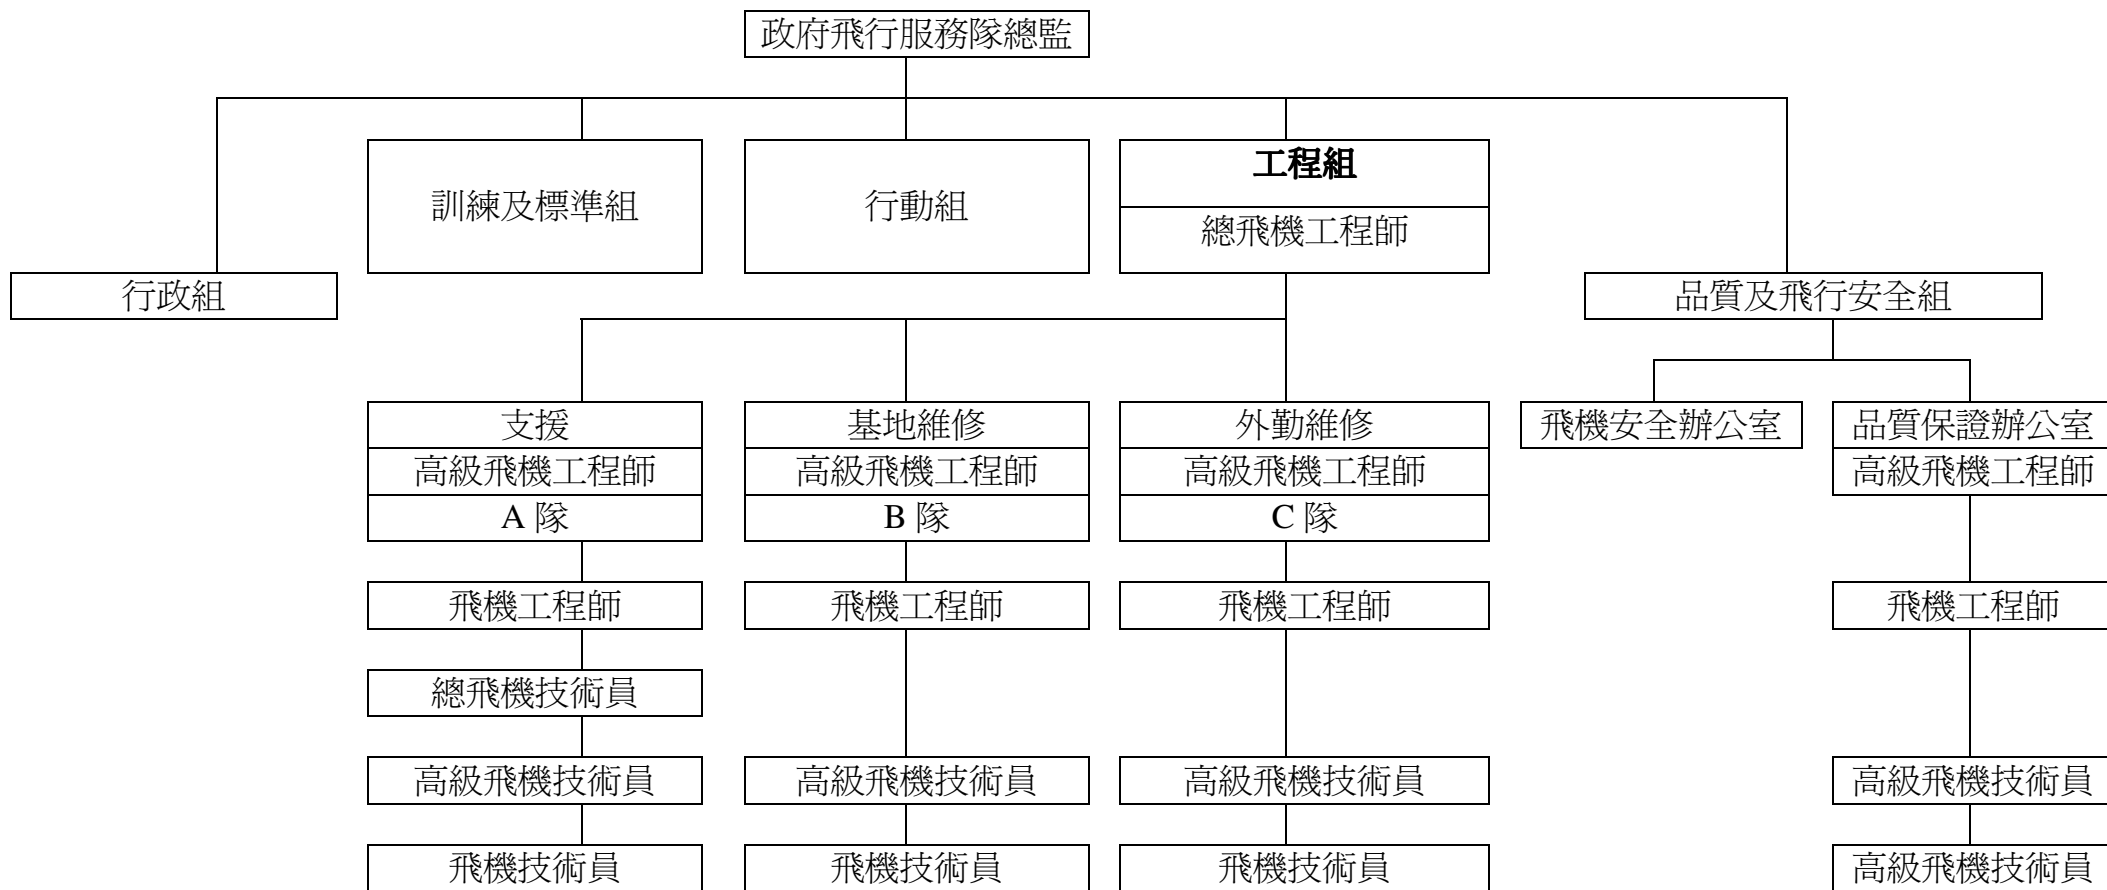 政府飛行服務隊總監
訓練及標準組
行動組
工程組
總飛機工程師
行政組
品質及飛行安全組
支援
高級飛機工程師
A 隊
基地維修
高級飛機工程師
B 隊
外勤維修
高級飛機工程師
C 隊
飛機安全辦公室
品質保證辦公室
高級飛機工程師
飛機工程師
飛機工程師
飛機工程師
飛機工程師
總飛機技術員
高級飛機技術員
高級飛機技術員
高級飛機技術員
高級飛機技術員
飛機技術員
飛機技術員
飛機技術員
高級飛機技術員